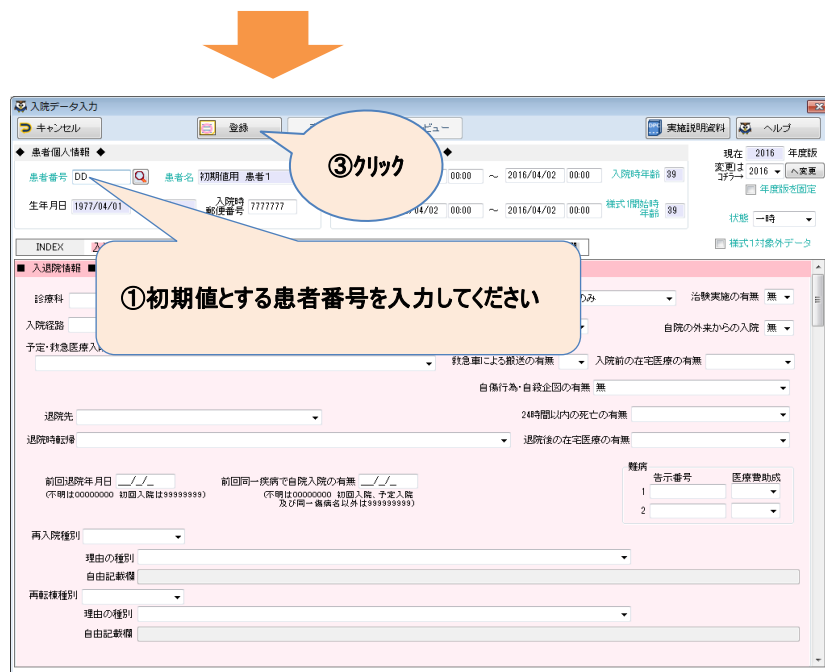 入院データ入力
キャンセル 登録 ビュー 実施説明資料 ヘルプ
◆ 患者個人情報 ◆ ◆ 現在 2016 年度版
③クリック
変更は コチラ→ 2016 へ変更
患者番号 DD 患者名 初期値用 患者1 00:00 ～ 2016/04/02 00:00 入院時年齢 39
年度版を固定
生年月日 1977/04/01 入院時郵便番号 7777777 04/02 00:00 ～ 2016/04/02 00:00 様式1開始時年齢 39
状態 一時
INDEX 様式1対象外データ
■ 入退院情報 ■
①初期値とする患者番号を入力してください
診療科 のみ 治験実施の有無 無
入院経路 自院の外来からの入院 無
予定・救急医療入
救急車による搬送の有無 入院前の在宅医療の有無
自傷行為・自殺企図の有無 無
退院先 24時間以内の死亡の有無
退院時転帰 退院後の在宅医療の有無
難病
告示番号 医療費助成
前回退院年月日 __/_/_ 前回同一疾病で自院入院の有無 __/_/_
1
(不明は00000000 初回入院は99999999) (不明は00000000 初回入院、予定入院
及び同一傷病名以外は999999999)
2
再入院種別
理由の種別
自由記載欄
再転棟種別
理由の種別
自由記載欄